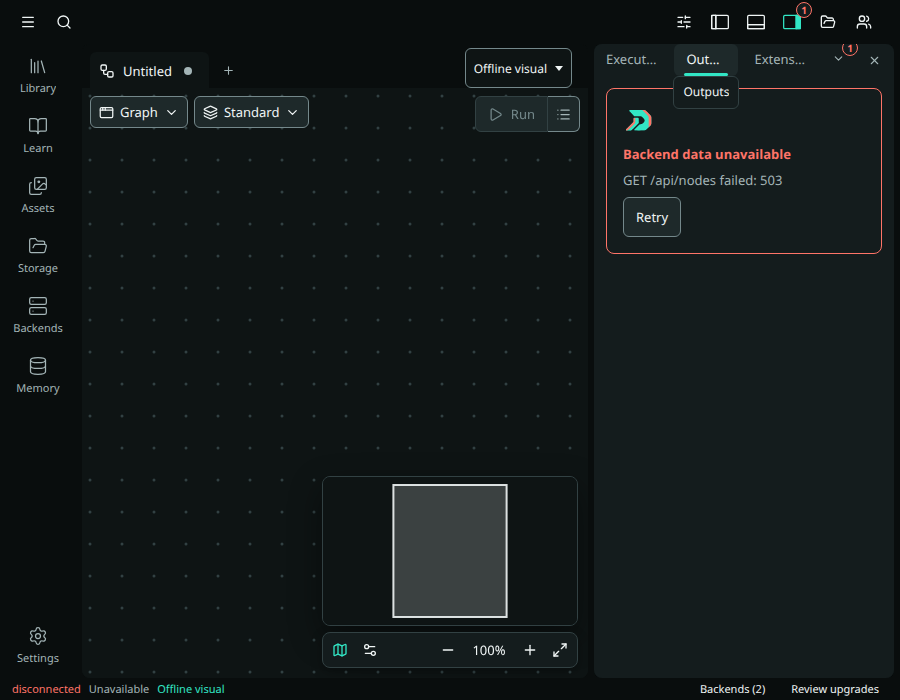 1
Library
Learn
Assets
Storage
Backends
Memory
Settings
Untitled
Offline visual
Graph
Standard
Run
100%
Execut...
Out...
Extens...
1
Outputs
Backend data unavailable
GET /api/nodes failed: 503
Retry
disconnected Unavailable Offline visual
Backends (2) Review upgrades